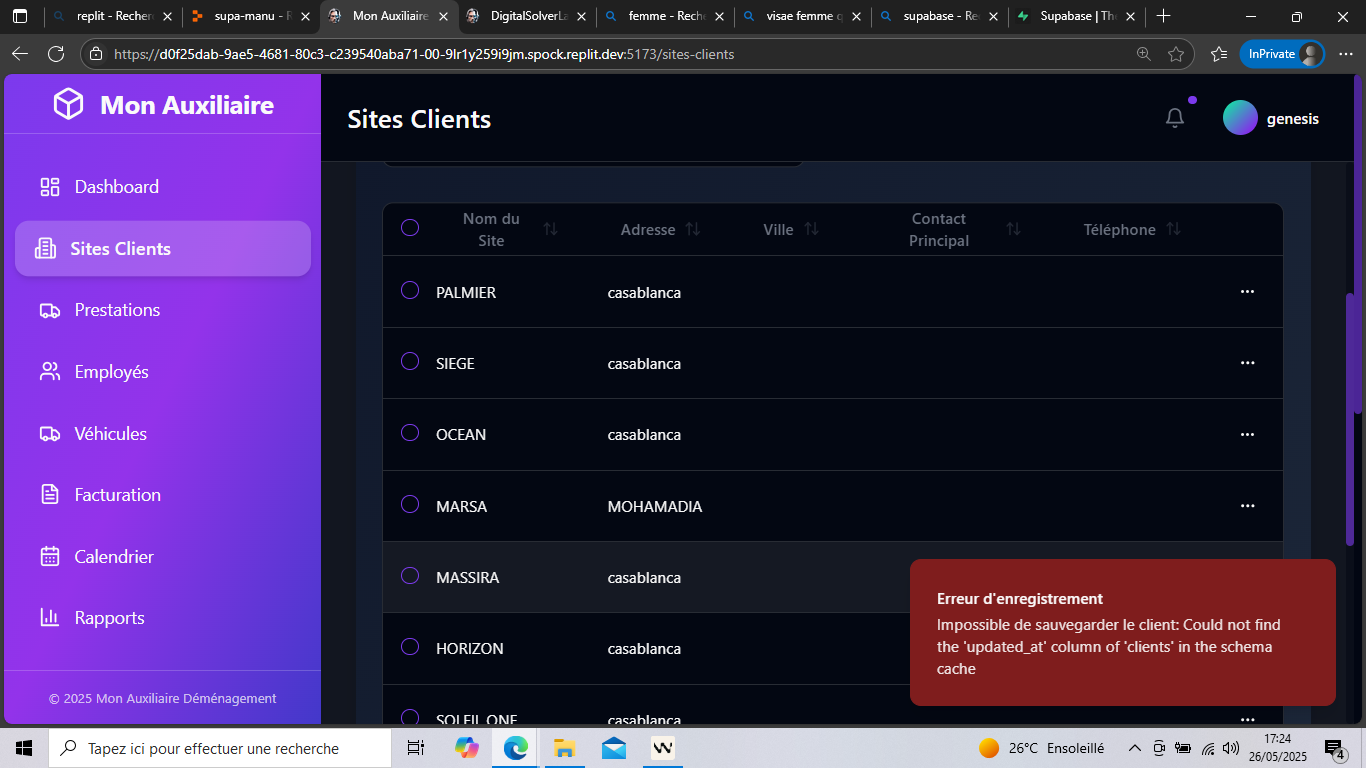 replit - Recher
supa-manu - R
Mon Auxiliaire
DigitalSolverLa
femme - Reche
visae femme q
supabase - Re
Supabase | The
https://d0f25dab-9ae5-4681-80c3-c239540aba71-00-9lr1y259i9jm.spock.replit.dev:5173/sites-clients
InPrivate
Mon Auxiliaire
Dashboard
Sites Clients
Prestations
Employés
Véhicules
Facturation
Calendrier
Rapports
© 2025 Mon Auxiliaire Déménagement
Sites Clients
genesis
Nom du
Site
Adresse
Ville
Contact
Principal
Téléphone
PALMIER casablanca
SIEGE casablanca
OCEAN casablanca
MARSA MOHAMADIA
MASSIRA casablanca
HORIZON casablanca
SOLEIL ONE casablanca
Erreur d'enregistrement
Impossible de sauvegarder le client: Could not find
the 'updated_at' column of 'clients' in the schema
cache
Tapez ici pour effectuer une recherche
26°C Ensoleillé
17:24
26/05/2025
4